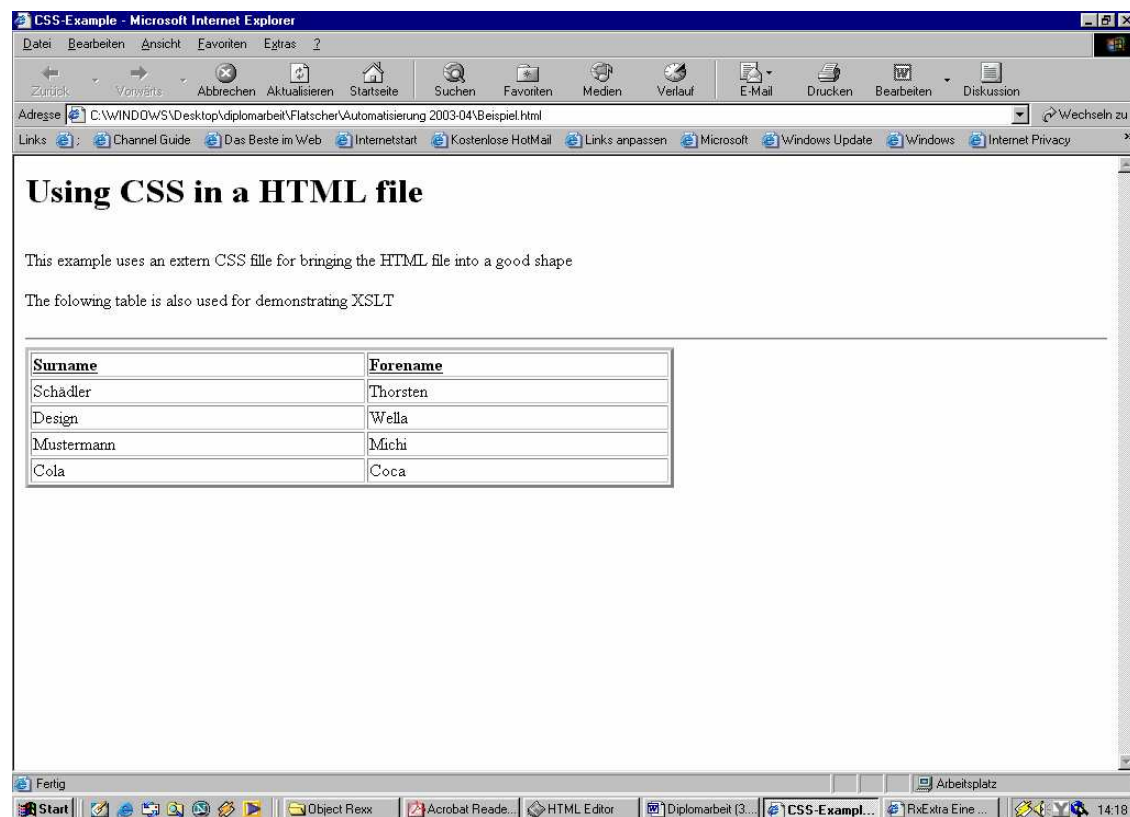 CSS-Example - Microsoft Internet Explorer
Datei Bearbeiten Ansicht Favoriten Extras ?
Zurück Vorwärts Abbrechen Aktualisieren Startseite Suchen Favoriten Medien Verlauf E-Mail Drucken Bearbeiten Diskussion
Adresse C:\WINDOWS\Desktop\diplomarbeit\Flatscher\Automatisierung 2003-04\Beispiel.html Wechseln zu
Links ; Channel Guide Das Beste im Web Internetstart Kostenlose HotMail Links anpassen Microsoft Windows Update Windows Internet Privacy »
Using CSS in a HTML file
This example uses an extern CSS fille for bringing the HTML file into a good shape
The folowing table is also used for demonstrating XSLT
Surname Forename
Schädler Thorsten
Design Wella
Mustermann Michi
Cola Coca
Fertig Arbeitsplatz
Start Object Rexx Acrobat Reade... HTML Editor Diplomarbeit (3.... CSS-Exampl... RxExtra Eine ... 14:18